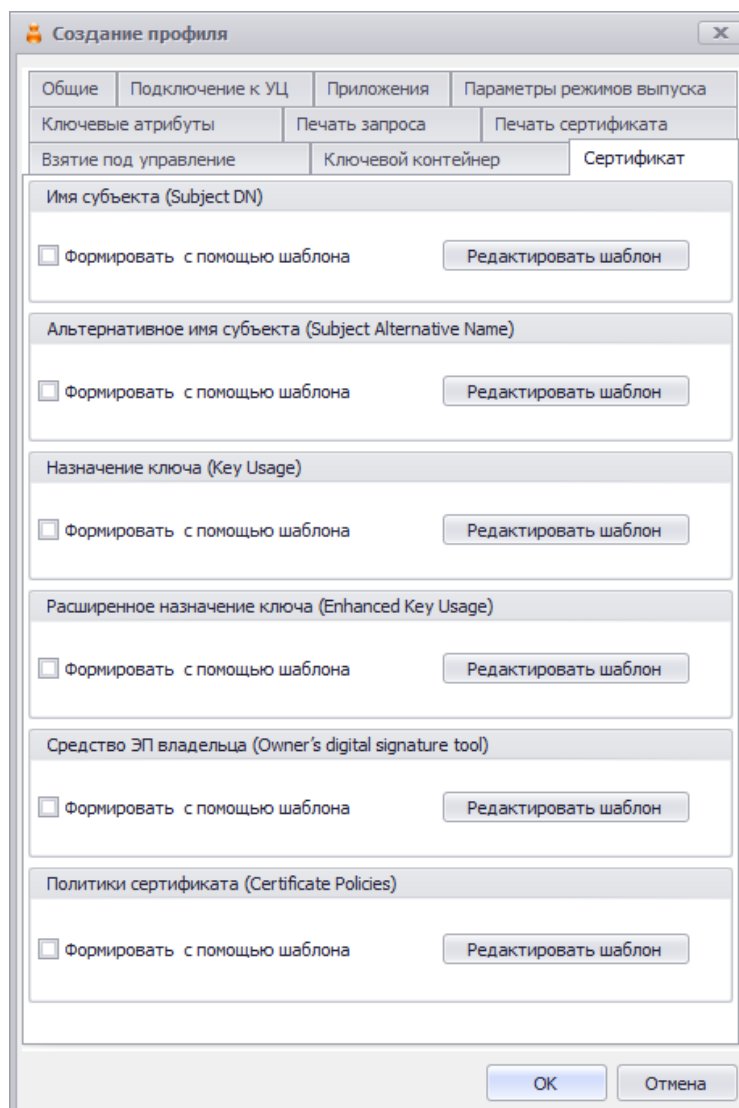 Создание профиля
Общие Подключение к УЦ Приложения Параметры режимов выпуска
Ключевые атрибуты Печать запроса Печать сертификата
Взятие под управление Ключевой контейнер Сертификат
Имя субъекта (Subject DN)
Формировать с помощью шаблона Редактировать шаблон
Альтернативное имя субъекта (Subject Alternative Name)
Формировать с помощью шаблона Редактировать шаблон
Назначение ключа (Key Usage)
Формировать с помощью шаблона Редактировать шаблон
Расширенное назначение ключа (Enhanced Key Usage)
Формировать с помощью шаблона Редактировать шаблон
Средство ЭП владельца (Owner’s digital signature tool)
Формировать с помощью шаблона Редактировать шаблон
Политики сертификата (Certificate Policies)
Формировать с помощью шаблона Редактировать шаблон
ОК Отмена